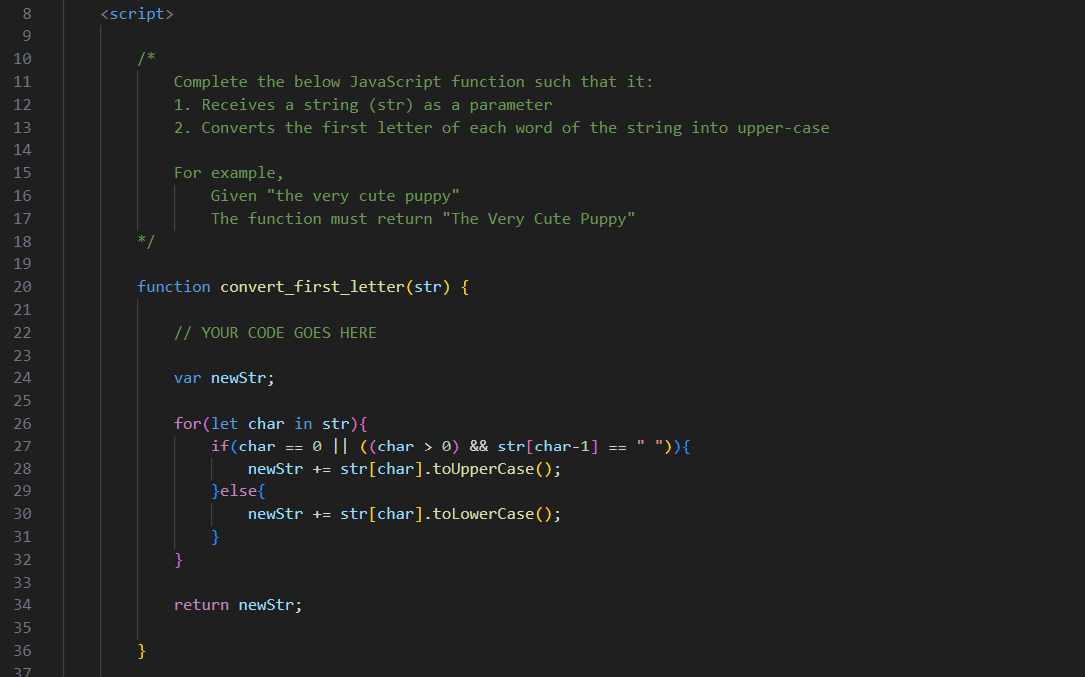 8 <script>
9
10 /*
11 Complete the below JavaScript function such that it:
12 1. Receives a string (str) as a parameter
13 2. Converts the first letter of each word of the string into upper-case
14
15 For example,
16 Given "the very cute puppy"
17 The function must return "The Very Cute Puppy"
18 */
19
20 function convert_first_letter(str) {
21
22 // YOUR CODE GOES HERE
23
24 var newStr;
25
26 for(let char in str){
27 if(char == 0 || ((char > 0) && str[char-1] == " ")){
28 newStr += str[char].toUpperCase();
29 }else{
30 newStr += str[char].toLowerCase();
31 }
32 }
33
34 return newStr;
35
36 }
37